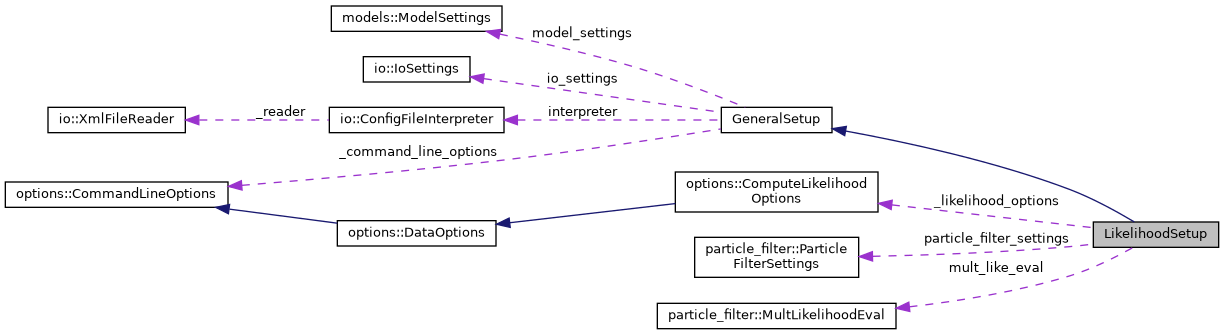 models::ModelSettings
model_settings
io::IoSettings
io_settings
io::XmlFileReader
_reader
io::ConfigFileInterpreter
interpreter
GeneralSetup
_command_line_options
options::CommandLineOptions
options::DataOptions
options::ComputeLikelihood
Options
_likelihood_options
particle_filter::Particle
FilterSettings
particle_filter_settings
LikelihoodSetup
mult_like_eval
particle_filter::MultLikelihoodEval